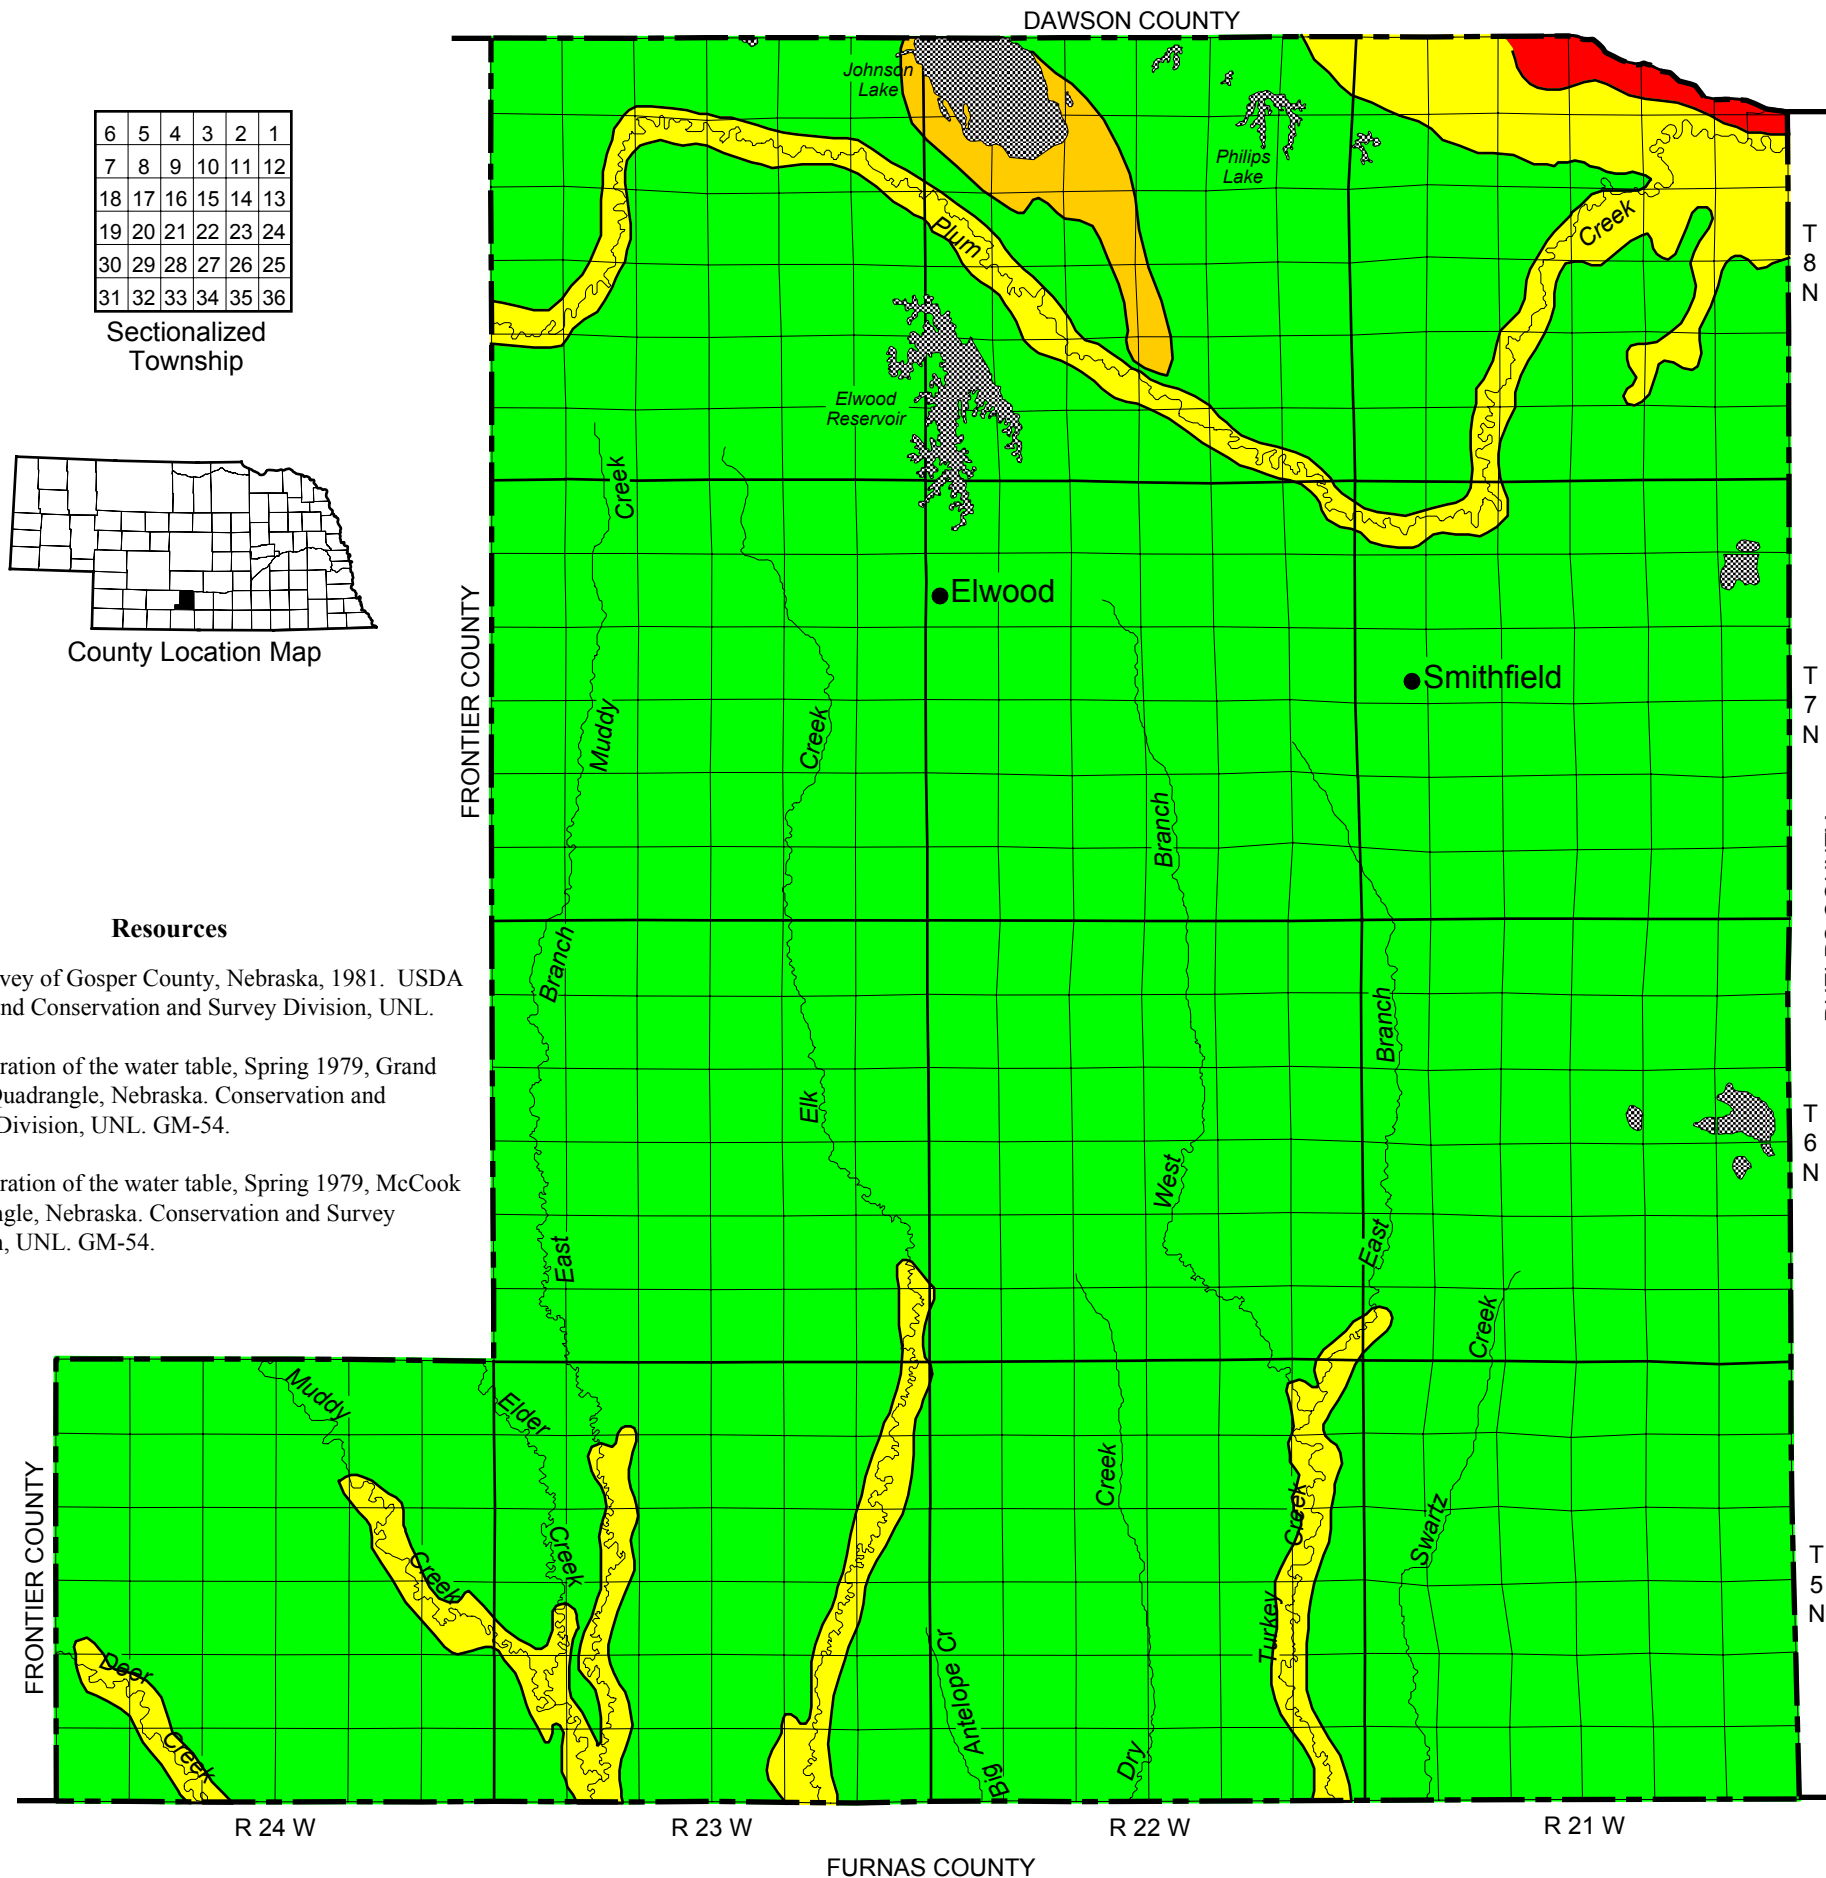 DAWSON COUNTY
6 5 4 3 2 1
7 8 9 10 11 12
18 17 16 15 14 13
19 20 21 22 23 24
30 29 28 27 26 25
31 32 33 34 35 36
Sectionalized
Township
County Location Map
Resources
vey of Gosper County, Nebraska, 1981. USDA
nd Conservation and Survey Division, UNL.
ration of the water table, Spring 1979, Grand
uadrangle, Nebraska. Conservation and
Division, UNL. GM-54.
ration of the water table, Spring 1979, McCook
ngle, Nebraska. Conservation and Survey
n, UNL. GM-54.
Johnson
Lake
Philips
Lake
Plum
Creek
Elwood
Reservoir
Elwood
Smithfield
FRONTIER COUNTY
Creek
Muddy
Branch
East
Creek
Elk
Branch
West
Branch
East
Creek
Swartz
Creek
Turkey
Creek
Dry
Big Antelope Cr
Muddy
Creek
Elder
Creek
Deer
Creek
FRONTIER COUNTY
T
8
N
T
7
N
T
6
N
T
5
N
R 24 W
R 23 W
R 22 W
R 21 W
FURNAS COUNTY